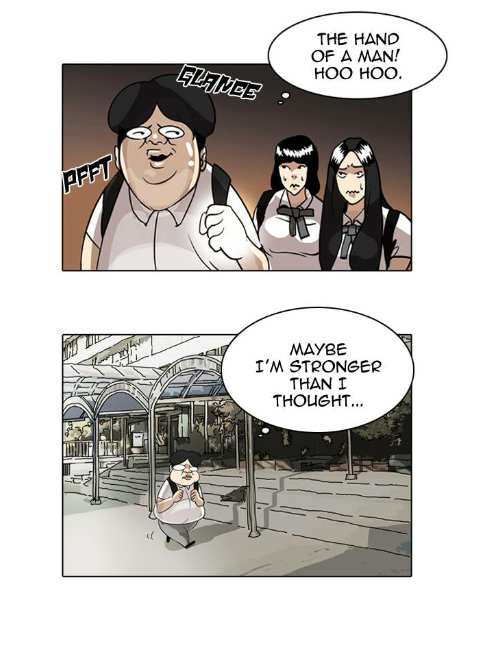 THE HAND
OF A MAN!
HOO HOO.
GLANCE
PFFT
MAYBE
I'M STRONGER
THAN I
THOUGHT...